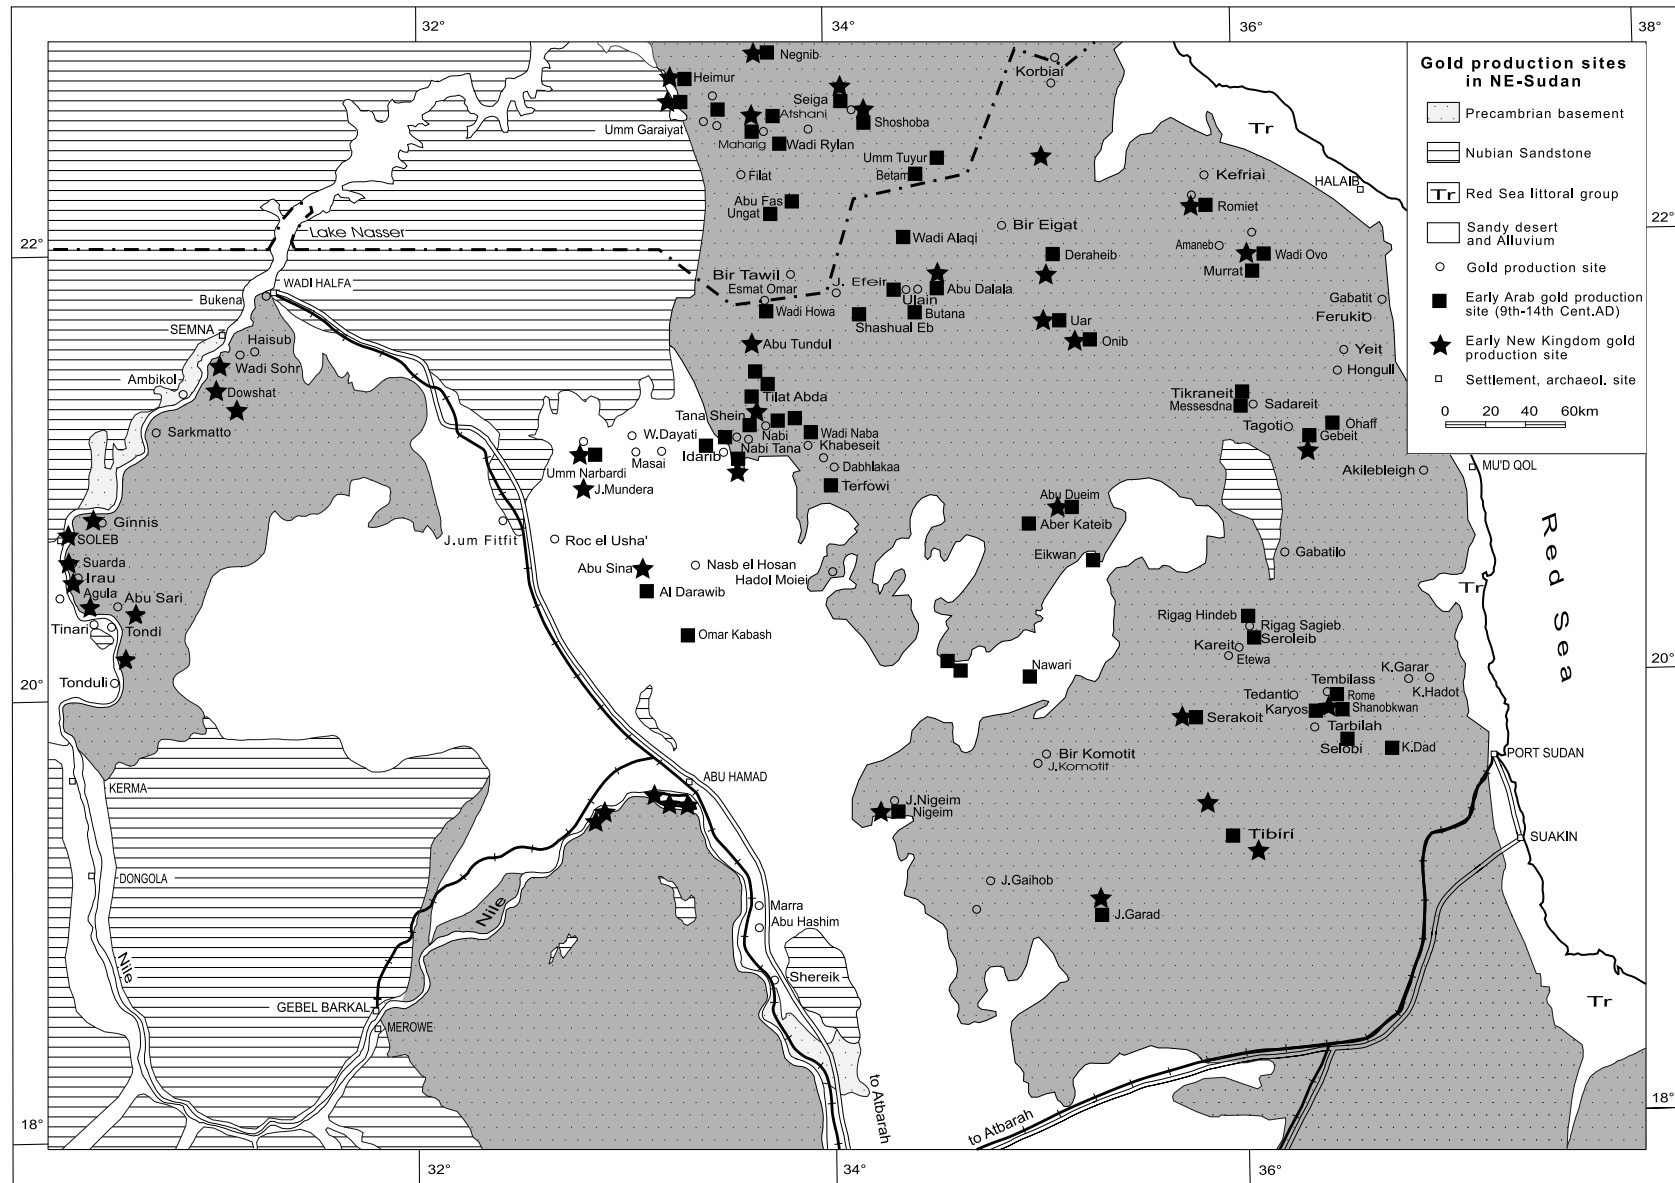 32°
34°
36°
38°
Gold production sites
in NE-Sudan
Precambrian basement
Nubian Sandstone
Tr
Red Sea littoral group
Sandy desert
and Alluvium
Gold production site
Early Arab gold production
site (9th-14th Cent.AD)
Early New Kingdom gold
production site
Settlement, archaeol. site
0 20 40 60km
Negnib
Korbiai
Heimur
Seiga
Atshani
Shoshoba
Umm Garaiyat
Maharig
Wadi Rylan
Tr
Umm Tuyur
Betam
Filat
Kefriai
HALAIB
Abu Fas
Ungat
Romiet
Lake Nasser
Bir Eigat
22°
22°
Wadi Alaqi
Amaneb
Deraheib
Wadi Ovo
Murrat
Bir Tawil
J. Efeir
Esmat Omar
WADI HALFA
Bukena
Ulain
Abu Dalala
Gabatit
Wadi Howa
Butana
Shashual Eb
Ferukit
Uar
SEMNA
Haisub
Abu Tundul
Onib
Yeit
Wadi Sohr
Hongull
Ambikol
Dowshat
Tilat Abda
Tikraneit
Messesdna
Sadareit
Tana Shein
Sarkmatto
W.Dayati
Nabi
Wadi Naba
Tagoti
Ohaff
Gebeit
Nabi Tana
Khabeseit
Masai
Idarib
Umm Narbardi
Dabhlakaa
Akilebleigh
MU'D QOL
J.Mundera
Terfowi
Abu Dueim
Ginnis
Aber Kateib
SOLEB
J.um Fitfit
Roc el Usha'
Gabatilo
Eikwan
Suarda
Abu Sina
Nasb el Hosan
Hadol Moiei
Irau
Agula
Al Darawib
Tr
Abu Sari
Rigag Hindeb
Tinari
Tondi
Omar Kabash
Rigag Sagieb
Seroleib
Kareit
Etewa
Red Sea
20°
20°
Nawari
Tonduli
K.Garar
Tembilass
K.Hadot
Tedanti
Rome
Karyos
Shanobkwan
Serakoit
Tarbilah
Selobi
K.Dad
Bir Komotit
J.Komotit
PORT SUDAN
ABU HAMAD
KERMA
J.Nigeim
Nigeim
Tibiri
SUAKIN
DONGOLA
J.Gaihob
Marra
Nile
J.Garad
Abu Hashim
Nile
Shereik
Tr
GEBEL BARKAL
MEROWE
to Atbarah
to Atbarah
18°
18°
32°
34°
36°